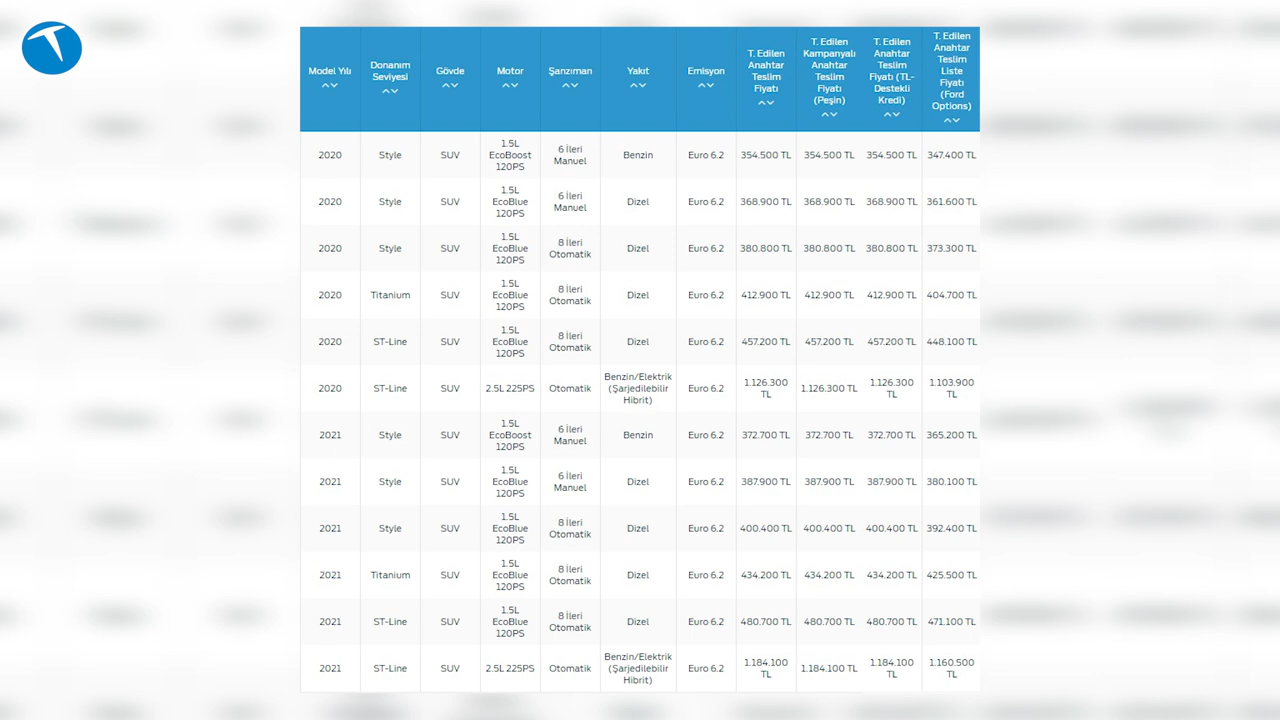 Model Yılı
Donanım
Seviyesi
Gövde
Motor
Şanzıman
Yakıt
Emisyon
T. Edilen
Anahtar
Teslim
Fiyatı
T. Edilen
Kampanyalı
Anahtar
Teslim
Fiyatı
(Peşin)
T. Edilen
Anahtar
Teslim
Fiyatı (TL-
Destekli
Kredi)
T. Edilen
Anahtar
Teslim
Liste
Fiyatı
(Ford
Options)
2020
Style
SUV
1.5L
EcoBoost
120PS
6 İleri
Manuel
Benzin
Euro 6.2
354.500 TL
354.500 TL
354.500 TL
347.400 TL
2020
Style
SUV
1.5L
EcoBlue
120PS
6 İleri
Manuel
Dizel
Euro 6.2
368.900 TL
368.900 TL
368.900 TL
361.600 TL
2020
Style
SUV
1.5L
EcoBlue
120PS
8 İleri
Otomatik
Dizel
Euro 6.2
380.800 TL
380.800 TL
380.800 TL
373.300 TL
2020
Titanium
SUV
1.5L
EcoBlue
120PS
8 İleri
Otomatik
Dizel
Euro 6.2
412.900 TL
412.900 TL
412.900 TL
404.700 TL
2020
ST-Line
SUV
1.5L
EcoBlue
120PS
8 İleri
Otomatik
Dizel
Euro 6.2
457.200 TL
457.200 TL
457.200 TL
448.100 TL
2020
ST-Line
SUV
2.5L 225PS
Otomatik
Benzin/Elektrik
(Şarjedilebilir
Hibrit)
Euro 6.2
1.126.300
TL
1.126.300 TL
1.126.300
TL
1.103.900
TL
2021
Style
SUV
1.5L
EcoBoost
120PS
6 İleri
Manuel
Benzin
Euro 6.2
372.700 TL
372.700 TL
372.700 TL
365.200 TL
2021
Style
SUV
1.5L
EcoBlue
120PS
6 İleri
Manuel
Dizel
Euro 6.2
387.900 TL
387.900 TL
387.900 TL
380.100 TL
2021
Style
SUV
1.5L
EcoBlue
120PS
8 İleri
Otomatik
Dizel
Euro 6.2
400.400 TL
400.400 TL
400.400 TL
392.400 TL
2021
Titanium
SUV
1.5L
EcoBlue
120PS
8 İleri
Otomatik
Dizel
Euro 6.2
434.200 TL
434.200 TL
434.200 TL
425.500 TL
2021
ST-Line
SUV
1.5L
EcoBlue
120PS
8 İleri
Otomatik
Dizel
Euro 6.2
480.700 TL
480.700 TL
480.700 TL
471.100 TL
2021
ST-Line
SUV
2.5L 225PS
Otomatik
Benzin/Elektrik
(Şarjedilebilir
Hibrit)
Euro 6.2
1.184.100
TL
1.184.100 TL
1.184.100
TL
1.160.500
TL